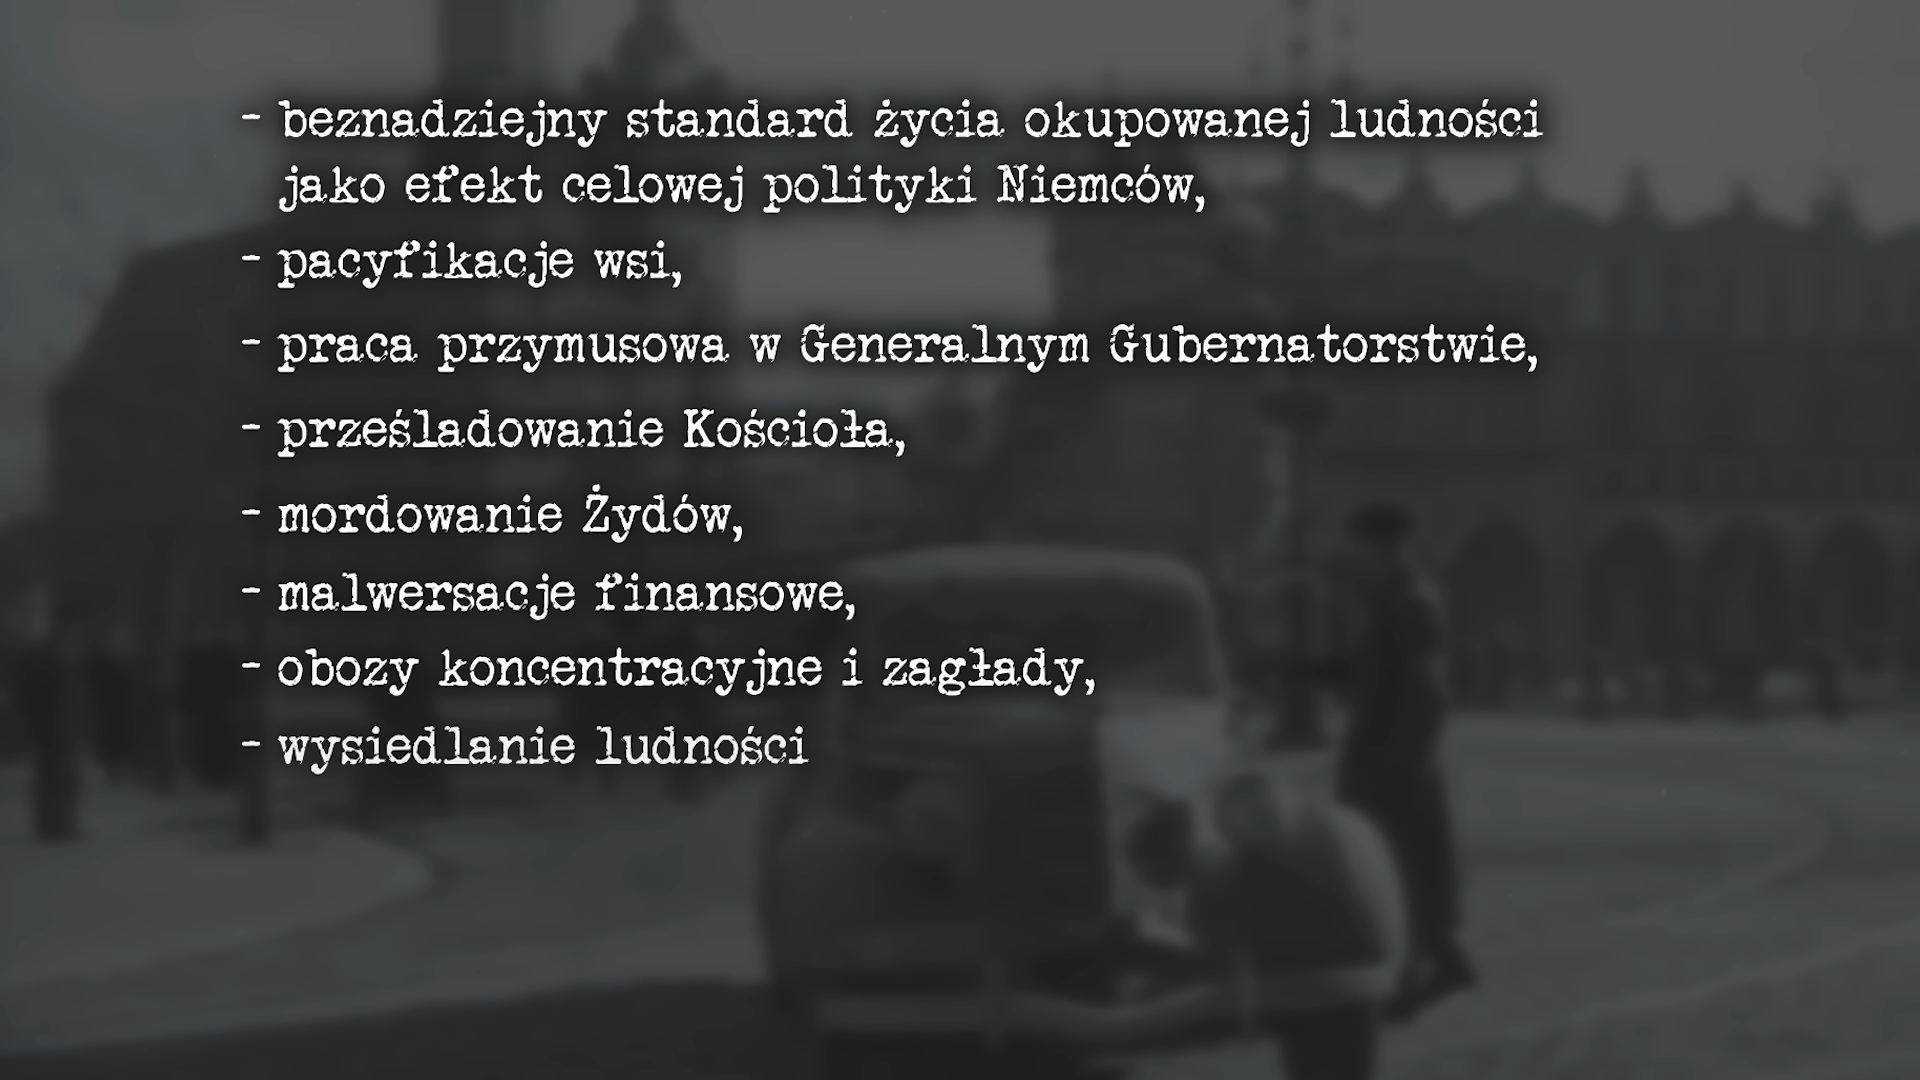 - beznadziejny standard życia okupowanej ludności
jako efekt celowej polityki Niemców,
- pacyfikacje wsi,
- praca przymusowa w Generalnym Gubernatorstwie,
- prześladowanie Kościoła,
- mordowanie Żydów,
- malwersacje finansowe,
- obozy koncentracyjne i zagłady,
- wysiedlanie ludności